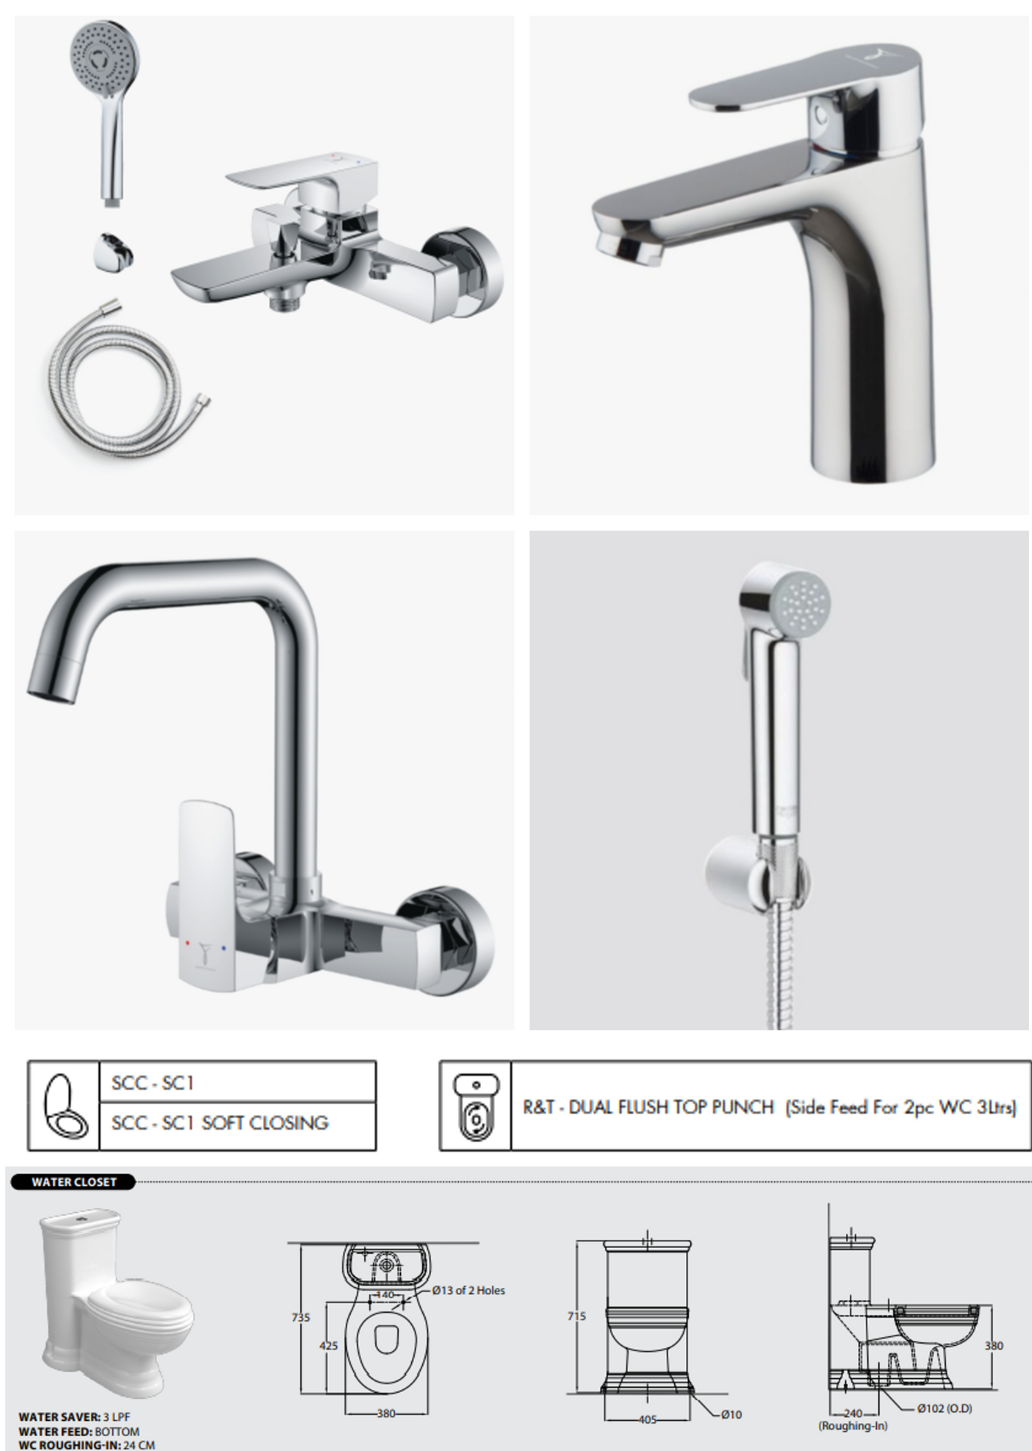 SCC - SC1
SCC - SC1 SOFT CLOSING
R&T - DUAL FLUSH TOP PUNCH (Side Feed For 2pc WC 3Ltrs)
WATER CLOSET
735
425
140
Ø13 of 2 Holes
380
715
405
Ø10
380
240
(Roughing-In)
Ø102 (O.D)
WATER SAVER: 3 LPF
WATER FEED: BOTTOM
WC ROUGHING-IN: 24 CM